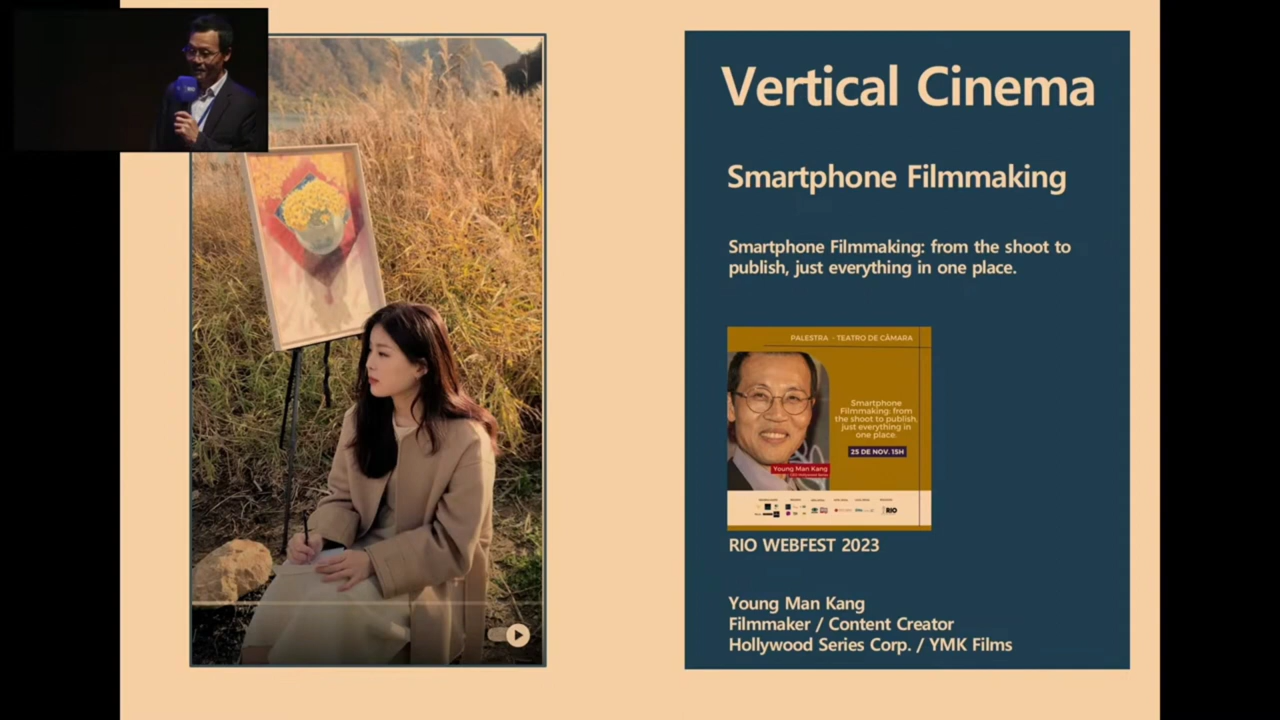 RIO
Vertical Cinema
Smartphone Filmmaking
Smartphone Filmmaking: from the shoot to
publish, just everything in one place.
PALESTRA - TEATRO DE CÂMARA
Smartphone
Filmmaking: from
the shoot to publish,
just everything in
one place.
25 DE NOV. 15H
Young Man Kang
RIO
RIO WEBFEST 2023
Young Man Kang
Filmmaker / Content Creator
Hollywood Series Corp. / YMK Films